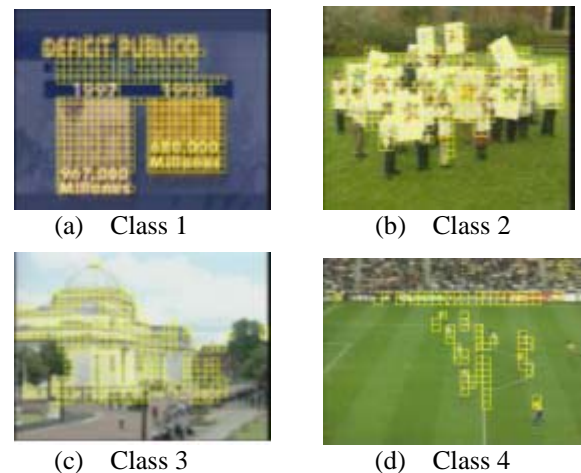 DEFICIT PUBLICO
1997 1998
680.000
967.000
Millones
Millones
(a) Class 1
(b) Class 2
(c) Class 3
(d) Class 4